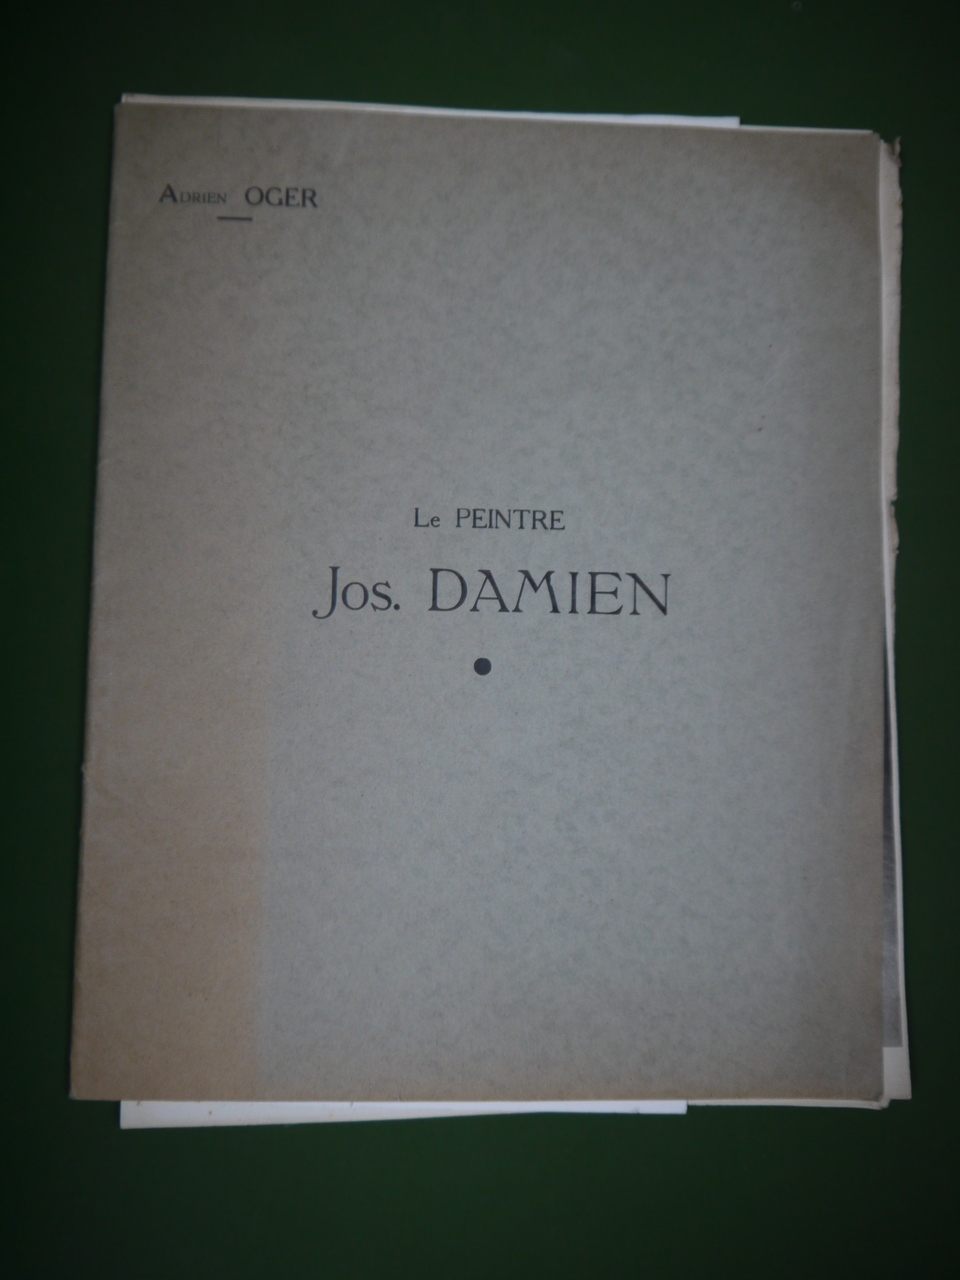 Adrien OGER
Le PEINTRE
Jos. DAMIEN